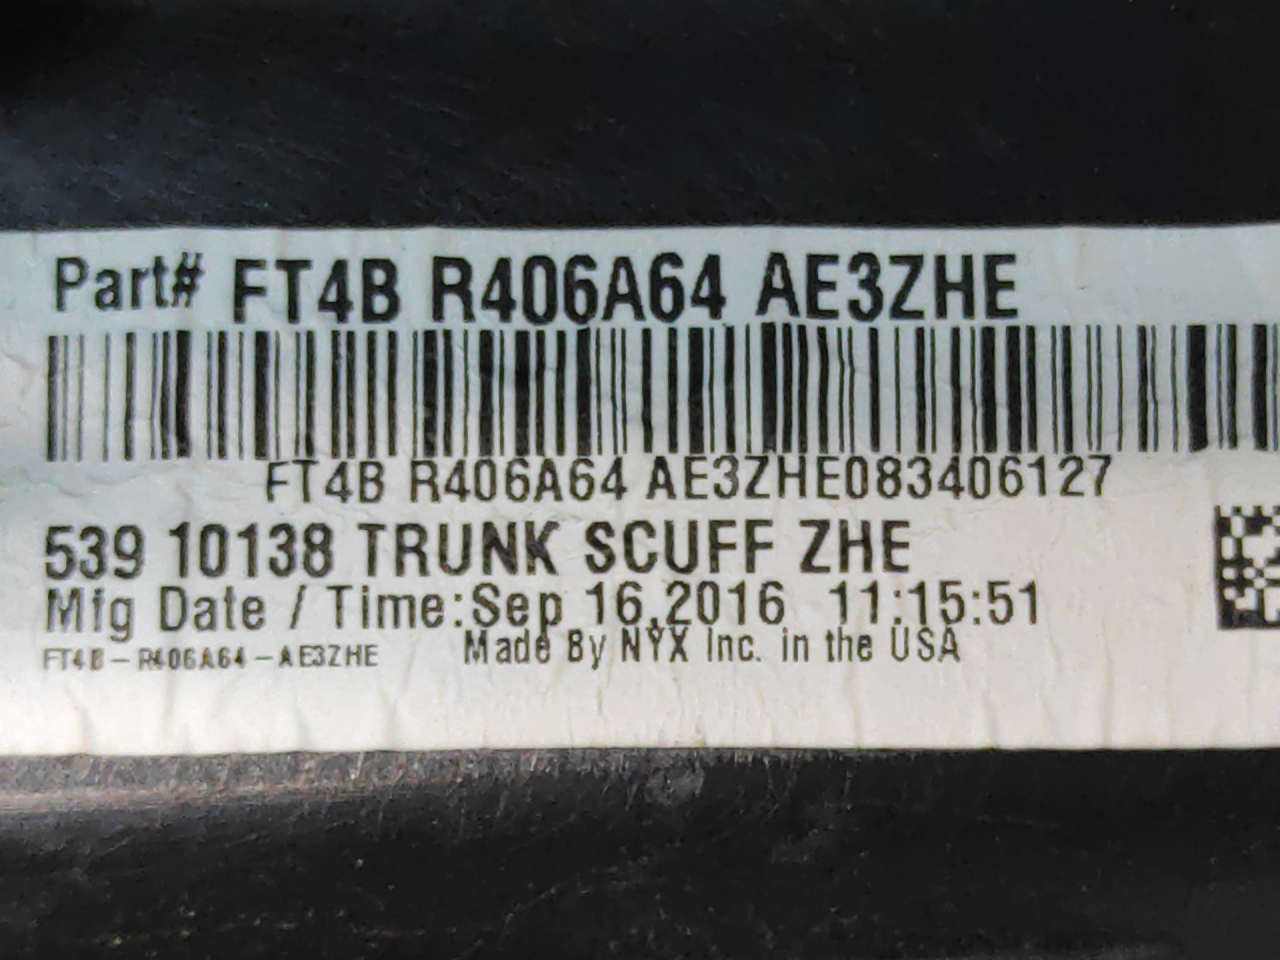 Part# FT4B R406A64 AE3ZHE
FT4B R406A64 AE3ZHE083406127
539 10138 TRUNK SCUFF ZHE
Mfg Date / Time:Sep 16,2016 11:15:51
FT4B - R406A64 - AE3ZHE Made By NYX Inc. in the USA